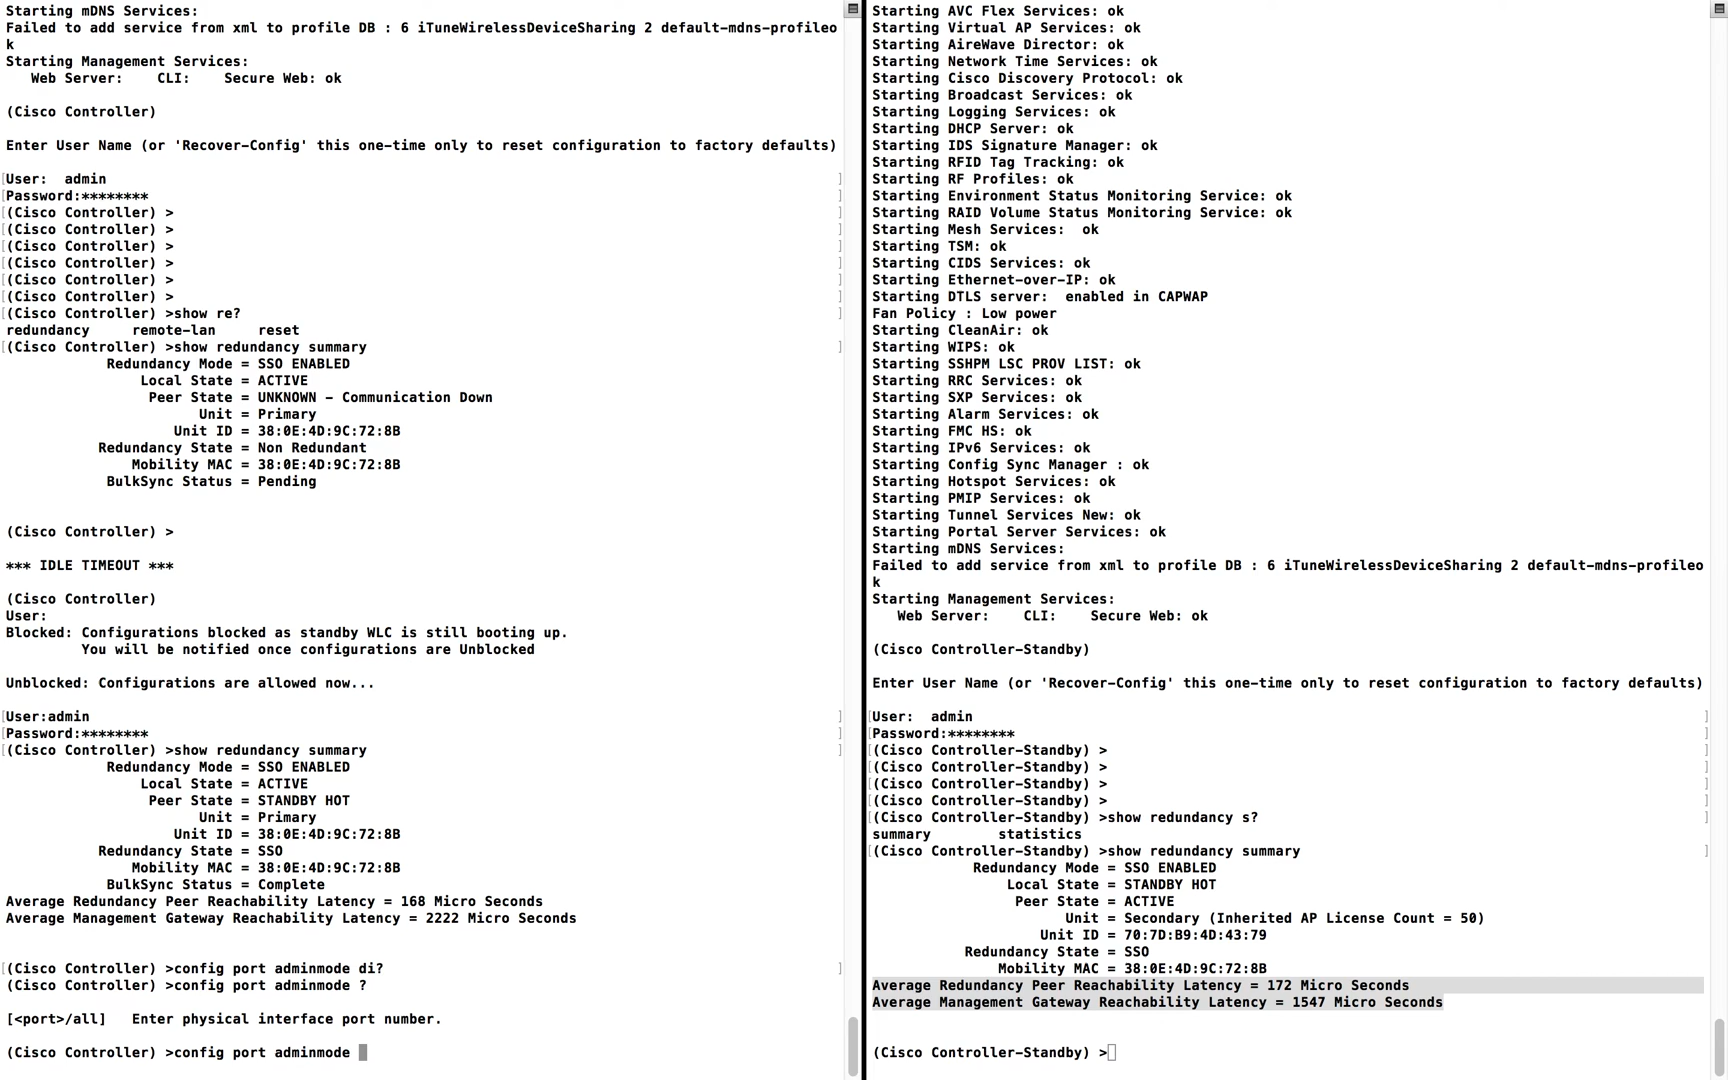 Starting mDNS Services:
Failed to add service from xml to profile DB : 6 iTuneWirelessDeviceSharing 2 default-mdns-profileo
k
Starting Management Services:
   Web Server:    CLI:    Secure Web: ok
(Cisco Controller)
Enter User Name (or 'Recover-Config' this one-time only to reset configuration to factory defaults)
[User:  admin ]
[Password:******** ]
[(Cisco Controller) > ]
[(Cisco Controller) > ]
[(Cisco Controller) > ]
[(Cisco Controller) > ]
[(Cisco Controller) > ]
[(Cisco Controller) > ]
[(Cisco Controller) >show re? ]
redundancy     remote-lan     reset
[(Cisco Controller) >show redundancy summary ]
            Redundancy Mode = SSO ENABLED
                Local State = ACTIVE
                 Peer State = UNKNOWN - Communication Down
                       Unit = Primary
                    Unit ID = 38:0E:4D:9C:72:8B
           Redundancy State = Non Redundant
               Mobility MAC = 38:0E:4D:9C:72:8B
            BulkSync Status = Pending
(Cisco Controller) >
*** IDLE TIMEOUT ***
(Cisco Controller)
User:
Blocked: Configurations blocked as standby WLC is still booting up.
         You will be notified once configurations are Unblocked
Unblocked: Configurations are allowed now...
[User:admin ]
[Password:******** ]
[(Cisco Controller) >show redundancy summary ]
            Redundancy Mode = SSO ENABLED
                Local State = ACTIVE
                 Peer State = STANDBY HOT
                       Unit = Primary
                    Unit ID = 38:0E:4D:9C:72:8B
           Redundancy State = SSO
               Mobility MAC = 38:0E:4D:9C:72:8B
            BulkSync Status = Complete
Average Redundancy Peer Reachability Latency = 168 Micro Seconds
Average Management Gateway Reachability Latency = 2222 Micro Seconds
[(Cisco Controller) >config port adminmode di? ]
(Cisco Controller) >config port adminmode ?
[<port>/all]   Enter physical interface port number.
(Cisco Controller) >config port adminmode
Starting AVC Flex Services: ok
Starting Virtual AP Services: ok
Starting AireWave Director: ok
Starting Network Time Services: ok
Starting Cisco Discovery Protocol: ok
Starting Broadcast Services: ok
Starting Logging Services: ok
Starting DHCP Server: ok
Starting IDS Signature Manager: ok
Starting RFID Tag Tracking: ok
Starting RF Profiles: ok
Starting Environment Status Monitoring Service: ok
Starting RAID Volume Status Monitoring Service: ok
Starting Mesh Services:  ok
Starting TSM: ok
Starting CIDS Services: ok
Starting Ethernet-over-IP: ok
Starting DTLS server:  enabled in CAPWAP
Fan Policy : Low power
Starting CleanAir: ok
Starting WIPS: ok
Starting SSHPM LSC PROV LIST: ok
Starting RRC Services: ok
Starting SXP Services: ok
Starting Alarm Services: ok
Starting FMC HS: ok
Starting IPv6 Services: ok
Starting Config Sync Manager : ok
Starting Hotspot Services: ok
Starting PMIP Services: ok
Starting Tunnel Services New: ok
Starting Portal Server Services: ok
Starting mDNS Services:
Failed to add service from xml to profile DB : 6 iTuneWirelessDeviceSharing 2 default-mdns-profileo
k
Starting Management Services:
   Web Server:    CLI:    Secure Web: ok
(Cisco Controller-Standby)
Enter User Name (or 'Recover-Config' this one-time only to reset configuration to factory defaults)
[User:  admin ]
[Password:******** ]
[(Cisco Controller-Standby) > ]
[(Cisco Controller-Standby) > ]
[(Cisco Controller-Standby) > ]
[(Cisco Controller-Standby) > ]
[(Cisco Controller-Standby) >show redundancy s? ]
summary        statistics
[(Cisco Controller-Standby) >show redundancy summary ]
            Redundancy Mode = SSO ENABLED
                Local State = STANDBY HOT
                 Peer State = ACTIVE
                       Unit = Secondary (Inherited AP License Count = 50)
                    Unit ID = 70:7D:B9:4D:43:79
           Redundancy State = SSO
               Mobility MAC = 38:0E:4D:9C:72:8B
Average Redundancy Peer Reachability Latency = 172 Micro Seconds
Average Management Gateway Reachability Latency = 1547 Micro Seconds
(Cisco Controller-Standby) >